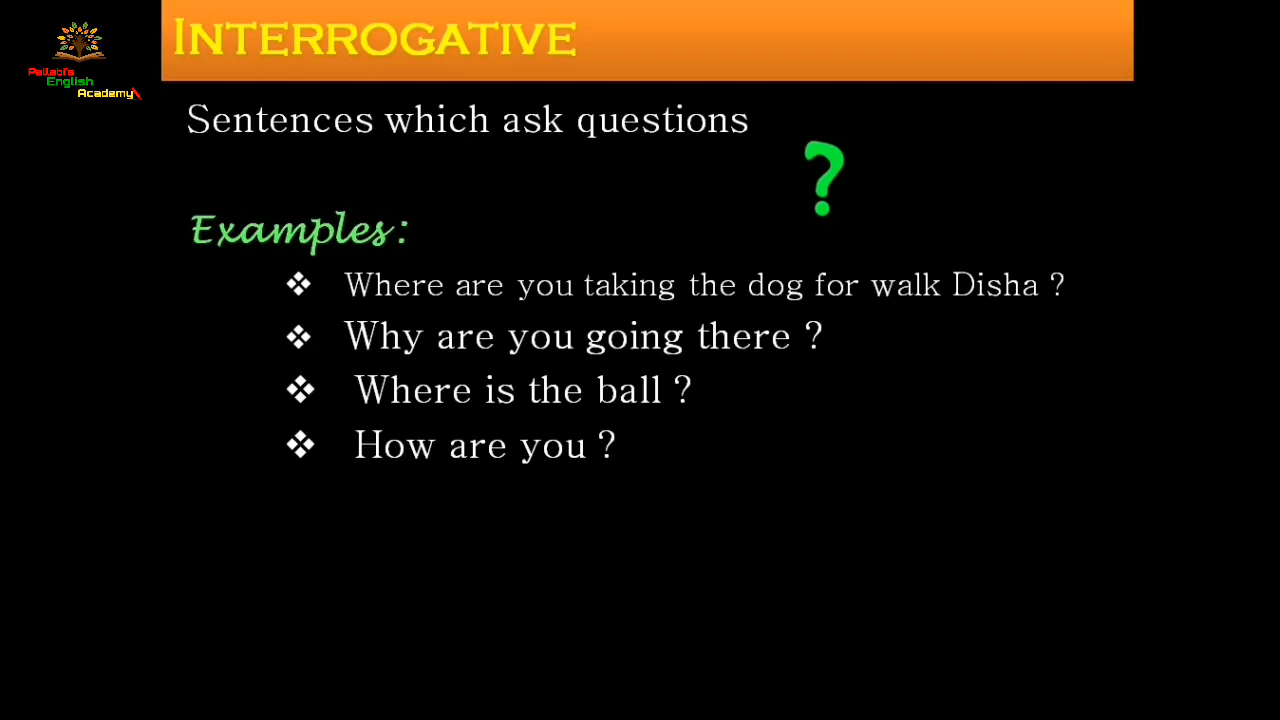 INTERROGATIVE
Pallabi's
English
Academy
Sentences which ask questions
?
Examples:
Where are you taking the dog for walk Disha ?
Why are you going there ?
Where is the ball ?
How are you ?